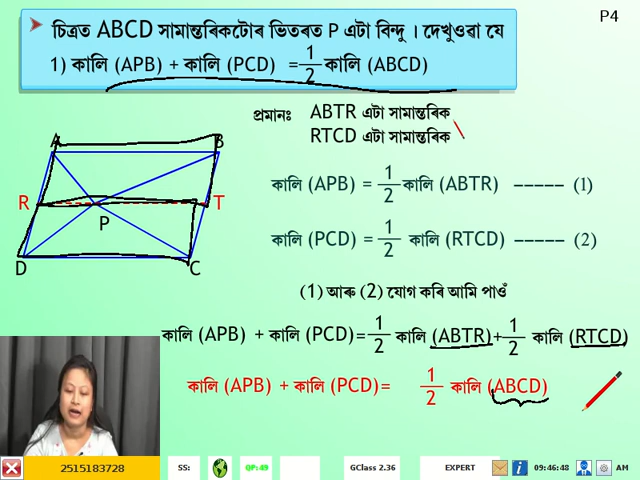 P4
চিত্ৰত ABCD সামান্তৰিকটোৰ ভিতৰত P এটা বিন্দু । দেখুওৱা যে
1) কালি (APB) + কালি (PCD) = 1/2 কালি (ABCD)
প্ৰমানঃ ABTR এটা সামান্তৰিক
RTCD এটা সামান্তৰিক
A B
R T
P
D C
কালি (APB) = 1/2 কালি (ABTR) ----- (1)
কালি (PCD) = 1/2 কালি (RTCD) ----- (2)
(1) আৰু (2) যোগ কৰি আমি পাওঁ
কালি (APB) + কালি (PCD)= 1/2 কালি (ABTR)+ 1/2 কালি (RTCD)
কালি (APB) + কালি (PCD)= 1/2 কালি (ABCD)
2515183728 SS: QF:49 GClass 2.36 EXPERT 09:46:48 AM